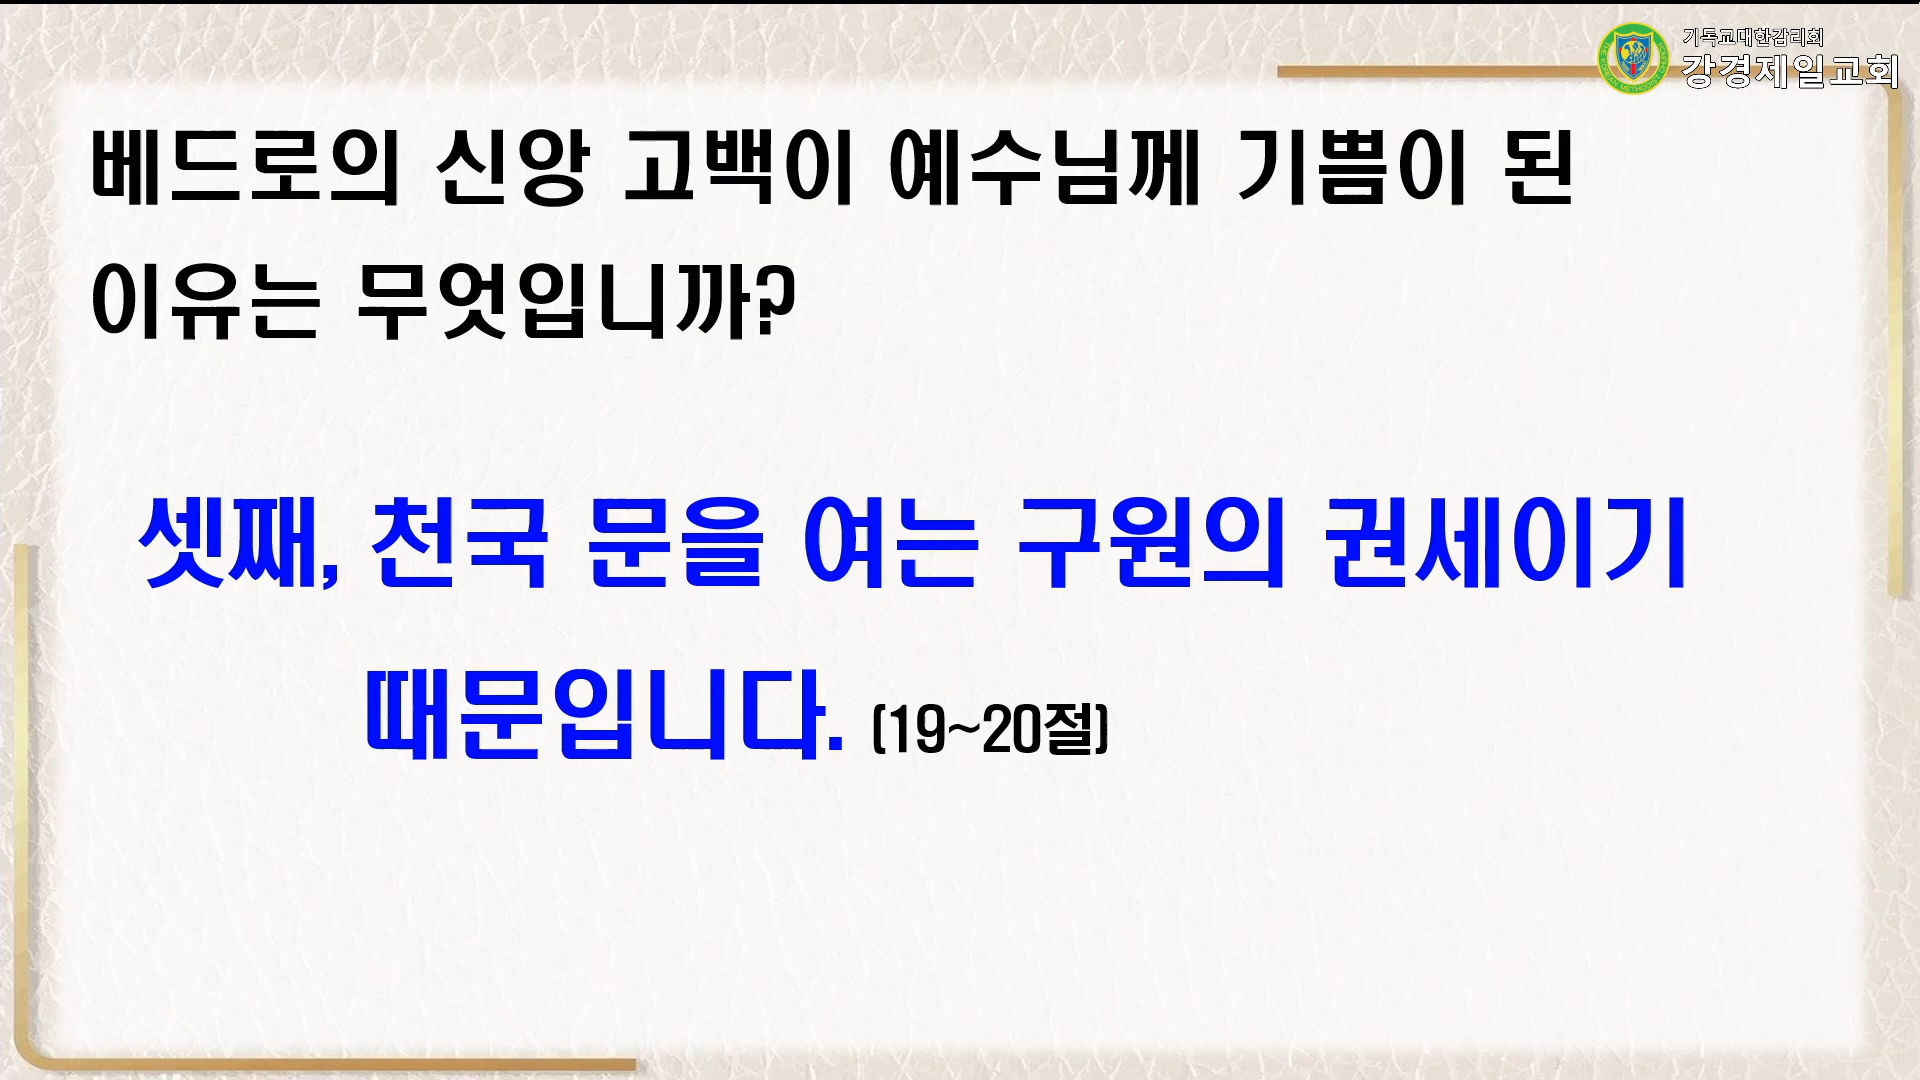 기독교대한감리회
강경제일교회
베드로의 신앙 고백이 예수님께 기쁨이 된
이유는 무엇입니까?
셋째, 천국 문을 여는 구원의 권세이기
때문입니다. (19~20절)